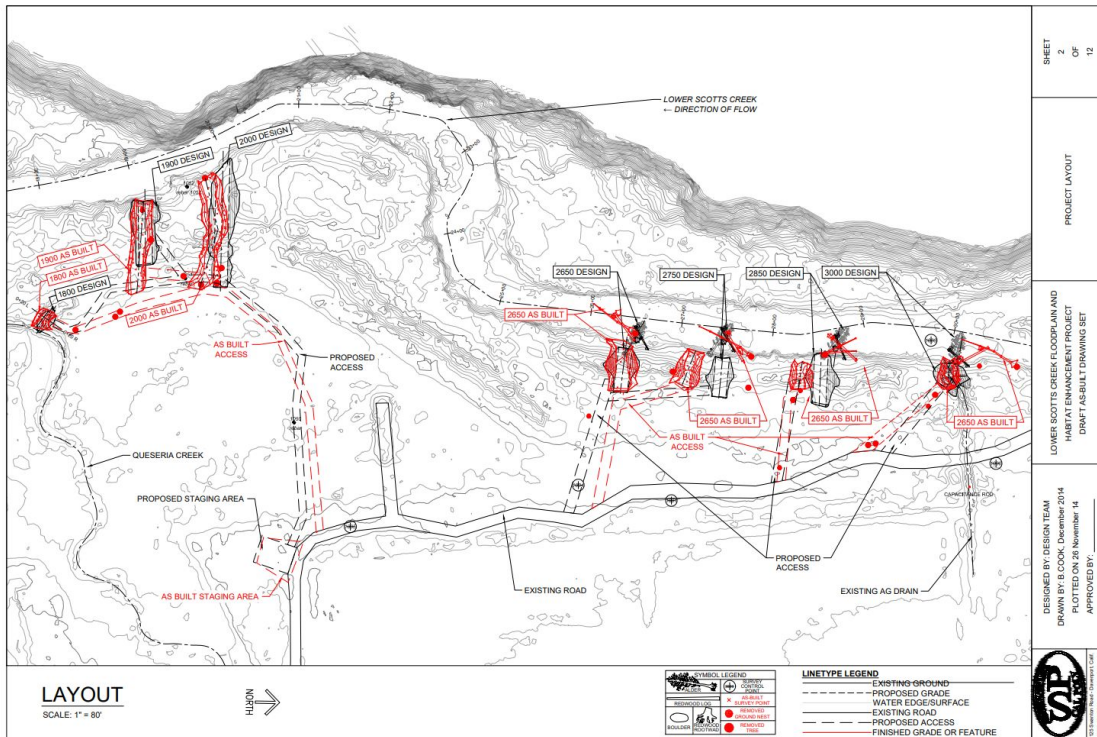 LOWER SCOTTS CREEK
← DIRECTION OF FLOW
2000 DESIGN
1900 DESIGN
1900 AS BUILT
1800 AS BUILT
1800 DESIGN
2000 AS BUILT
AS BUILT
ACCESS
PROPOSED
ACCESS
2650 DESIGN
2750 DESIGN
2850 DESIGN
3000 DESIGN
2650 AS BUILT
2650 AS BUILT
2650 AS BUILT
2650 AS BUILT
AS BUILT
ACCESS
QUESERIA CREEK
PROPOSED STAGING AREA
AS BUILT STAGING AREA
EXISTING ROAD
PROPOSED
ACCESS
CAPACITANCE ROD
EXISTING AG DRAIN
LAYOUT
SCALE: 1" = 80'
NORTH
SYMBOL LEGEND
ALDER
SURVEY
CONTROL
POINT
REDWOOD LOG
AS-BUILT
SURVEY POINT
REMOVED
GROUND NEST
BOULDER
REDWOOD
ROOTWAD
REMOVED
TREE
LINETYPE LEGEND
EXISTING GROUND
PROPOSED GRADE
WATER EDGE/SURFACE
EXISTING ROAD
PROPOSED ACCESS
FINISHED GRADE OR FEATURE
SHEET
2
OF
12
PROJECT LAYOUT
LOWER SCOTTS CREEK FLOODPLAIN AND
HABITAT ENHANCEMENT PROJECT
DRAFT AS-BUILT DRAWING SET
DESIGNED BY: DESIGN TEAM
DRAWN BY: B.COOK, December 2014
PLOTTED ON 26 November 14
APPROVED BY:
SPR
CAL POLY